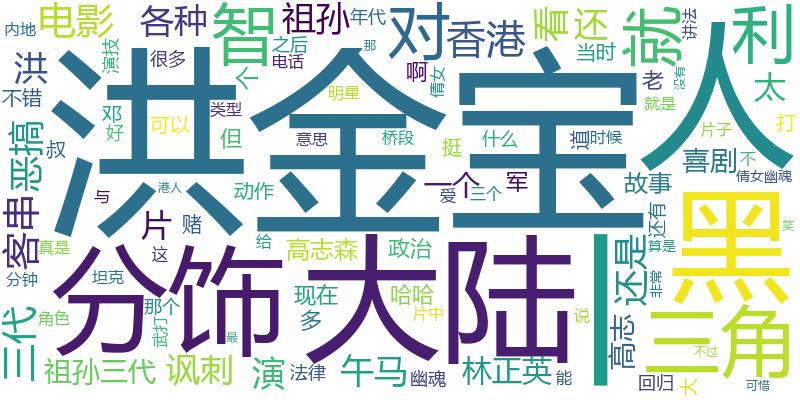 电影
各种
智
祖孙
年代
对
香港
看
还
当时
就
讲法
人
利
内地
演技
很多
之后
电话
那
个
啊
倩女
老
没有
太
洪
不错
邓
好
可以
类型
但
明星
意思
桥段
挺
什么
道
时候
就是
片子
打
洪金宝
恶搞
叔
与
港人
动作
爱
三个
一个
军
故事
喜剧
不
倩女幽魂
客串
片
赌
给
高志森
政治
还有
黑
笑
真是
这
分钟
坦克
那个
现在
哈哈
算是
非常
还是
角色
武打
最
多
片中
说
高志
三角
不过
分饰
大陆
一
三代
祖孙三代
讽刺
演
法律
午马
幽魂
林正英
能
回归
大
可惜